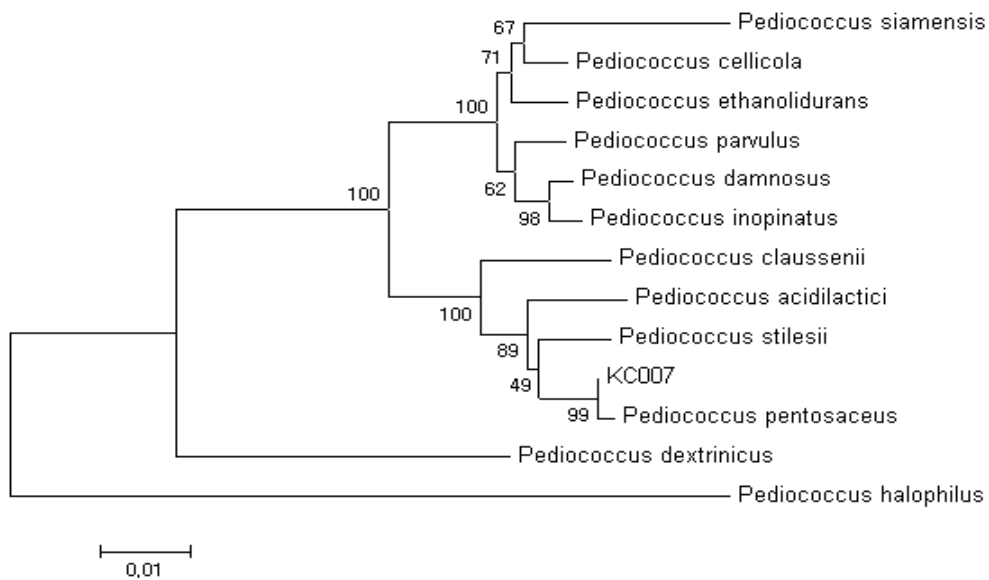 Pediococcus siamensis
67
Pediococcus cellicola
71
Pediococcus ethanolidurans
100
Pediococcus parvulus
62
Pediococcus damnosus
100
98
Pediococcus inopinatus
Pediococcus claussenii
Pediococcus acidilactici
100
Pediococcus stilesii
89
KC007
49
99
Pediococcus pentosaceus
Pediococcus dextrinicus
Pediococcus halophilus
0,01